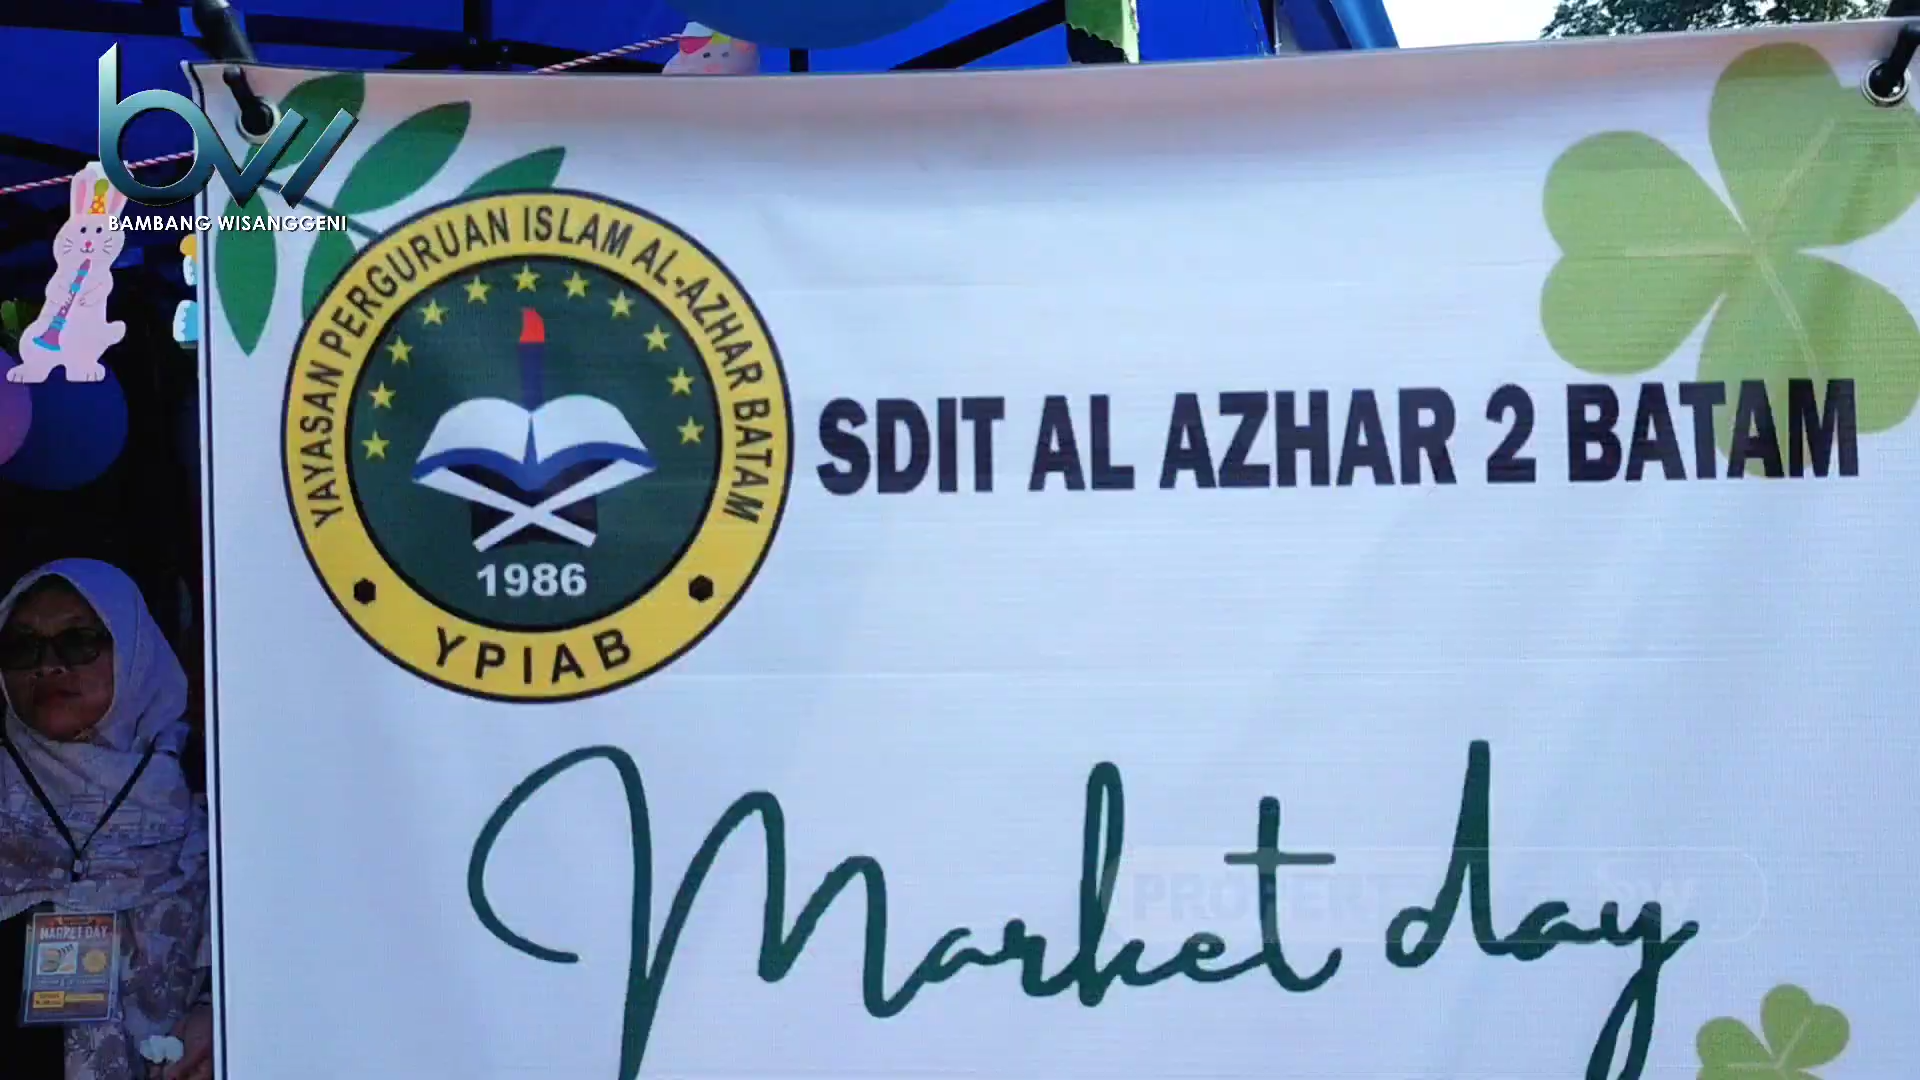 BAMBANG WISANGGENI
YAYASAN PERGURUAN ISLAM AL-AZHAR BATAM
1986
YPIAB
SDIT AL AZHAR 2 BATAM
Market day
MARKET DAY